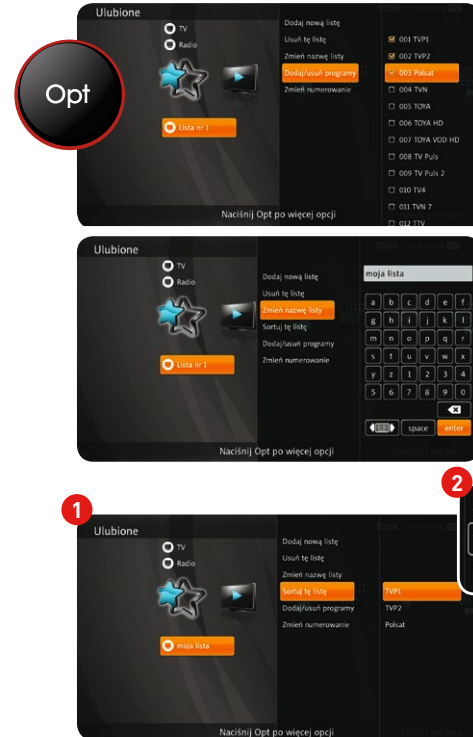 Opt
Ulubione
TV
Radio
Lista nr 1
Dodaj nową listę
Usuń tę listę
Zmień nazwę listy
Dodaj/usuń programy
Zmień numerowanie
001 TVP1
002 TVP2
003 Polsat
004 TVN
005 TOYA
006 TOYA HD
007 TOYA VOD HD
008 TV Puls
009 TV Puls 2
010 TV4
011 TVN 7
012 TTV
Naciśnij Opt po więcej opcji
Ulubione
TV
Radio
Lista nr 1
Dodaj nową listę
Usuń tę listę
Zmień nazwę listy
Sortuj tę listę
Dodaj/usuń programy
Zmień numerowanie
moja lista
a b c d e f
g h i j k l
m n o p q r
s t u v w x
y z 1 2 3 4
5 6 7 8 9 0
space enter
Naciśnij Opt po więcej opcji
1
2
Ulubione
TV
Radio
moja lista
Dodaj nową listę
Usuń tę listę
Zmień nazwę listy
Sortuj tę listę
Dodaj/usuń programy
Zmień numerowanie
TVP1
TVP2
Polsat
Naciśnij Opt po więcej opcji